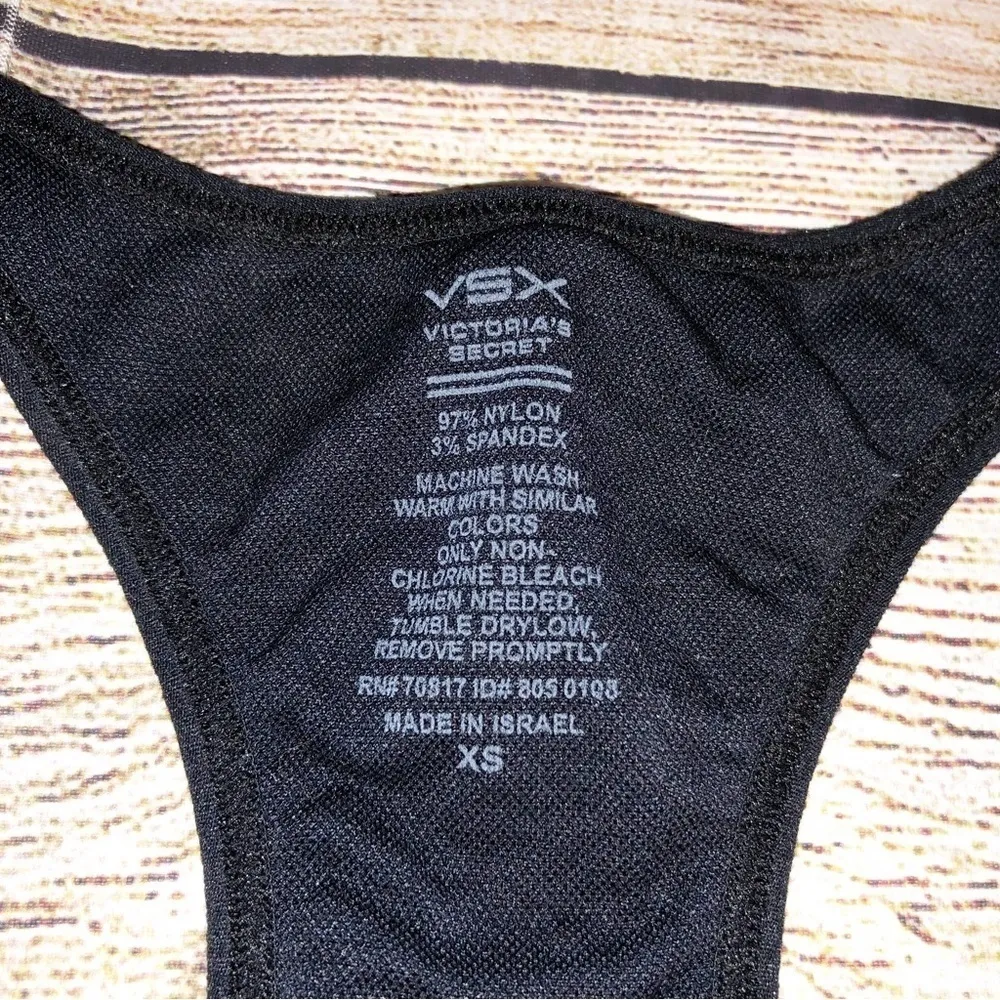 VSX
VICTORIA'S
SECRET
97% NYLON
3% SPANDEX
MACHINE WASH
WARM WITH SIMILAR
COLORS
ONLY NON-
CHLORINE BLEACH
WHEN NEEDED,
TUMBLE DRYLOW,
REMOVE PROMPTLY
RN# 70817 ID# 805 0108
MADE IN ISRAEL
XS